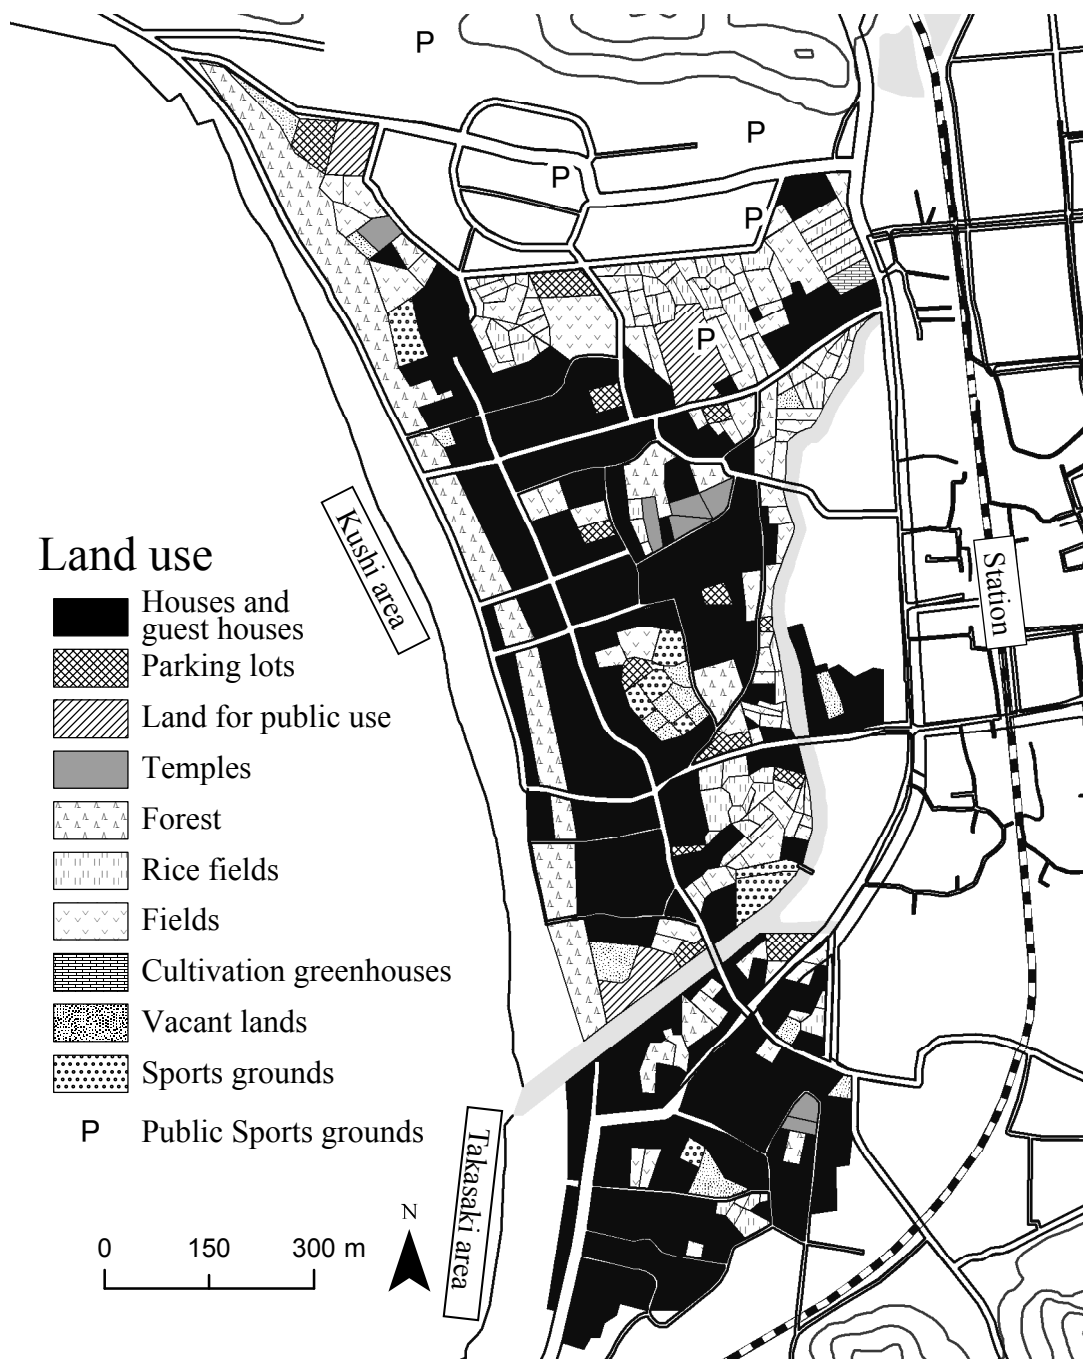 P
P
P
P
P
Kushi area
Station
Land use
Houses and
guest houses
Parking lots
Land for public use
Temples
Forest
Rice fields
Fields
Cultivation greenhouses
Vacant lands
Sports grounds
P Public Sports grounds
Takasaki area
N
0 150 300 m